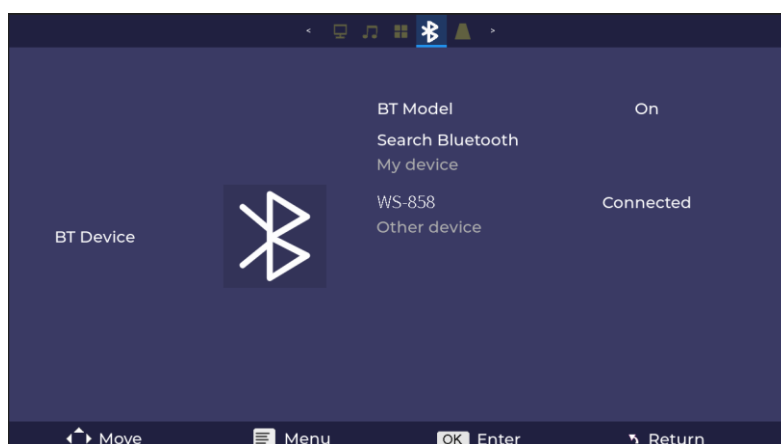 BT Model On
Search Bluetooth
My device
WS-858 Connected
Other device
BT Device
Move Menu OK Enter Return